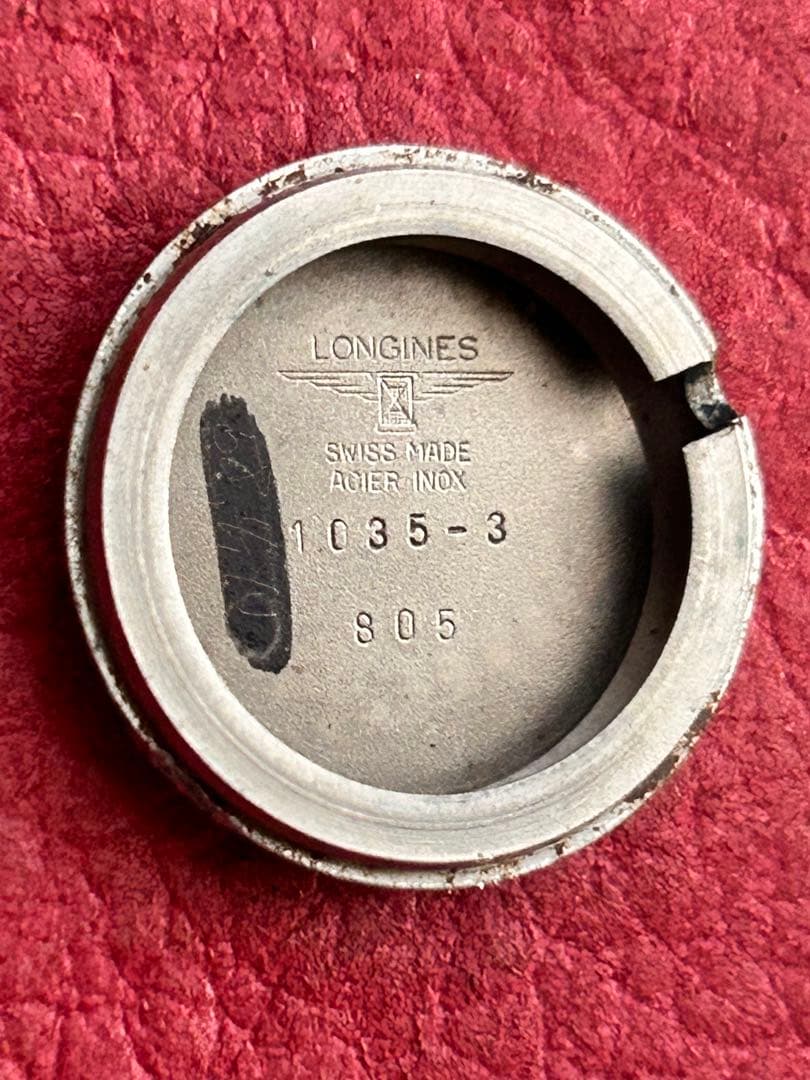 LONGINES
SWISS MADE
ACIER INOX
1035-3
805